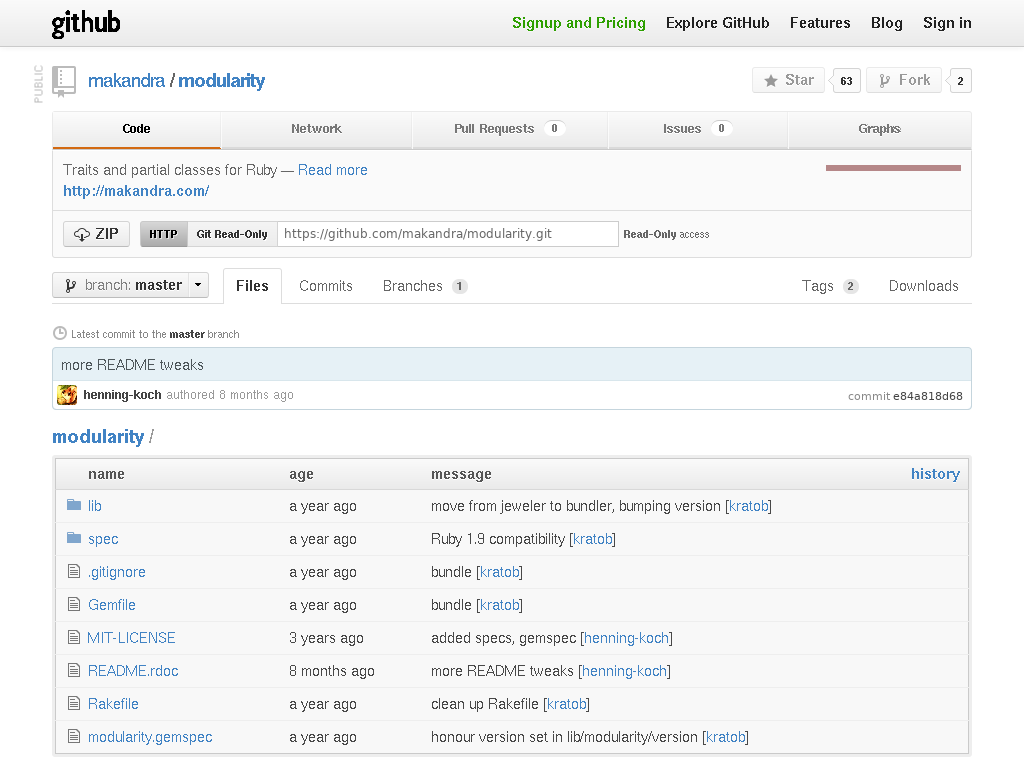 github
Signup and Pricing Explore GitHub Features Blog Sign in
PUBLIC
makandra / modularity
Star 63 Fork 2
Code Network Pull Requests 0 Issues 0 Graphs
Traits and partial classes for Ruby — Read more
http://makandra.com/
ZIP HTTP Git Read-Only https://github.com/makandra/modularity.git Read-Only access
branch: master Files Commits Branches 1 Tags 2 Downloads
Latest commit to the master branch
more README tweaks
henning-koch authored 8 months ago commit e84a818d68
modularity /
name age message history
lib a year ago move from jeweler to bundler, bumping version [kratob]
spec a year ago Ruby 1.9 compatibility [kratob]
.gitignore a year ago bundle [kratob]
Gemfile a year ago bundle [kratob]
MIT-LICENSE 3 years ago added specs, gemspec [henning-koch]
README.rdoc 8 months ago more README tweaks [henning-koch]
Rakefile a year ago clean up Rakefile [kratob]
modularity.gemspec a year ago honour version set in lib/modularity/version [kratob]